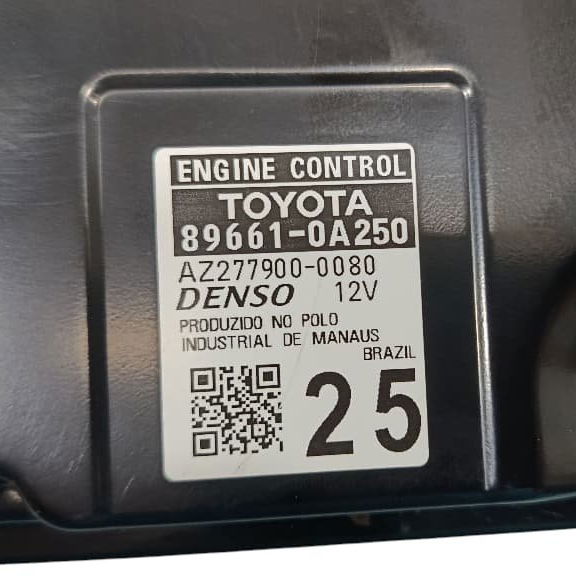 ENGINE CONTROL
TOYOTA
89661-0A250
AZ277900-0080
DENSO 12V
PRODUZIDO NO POLO
INDUSTRIAL DE MANAUS
BRAZIL
25